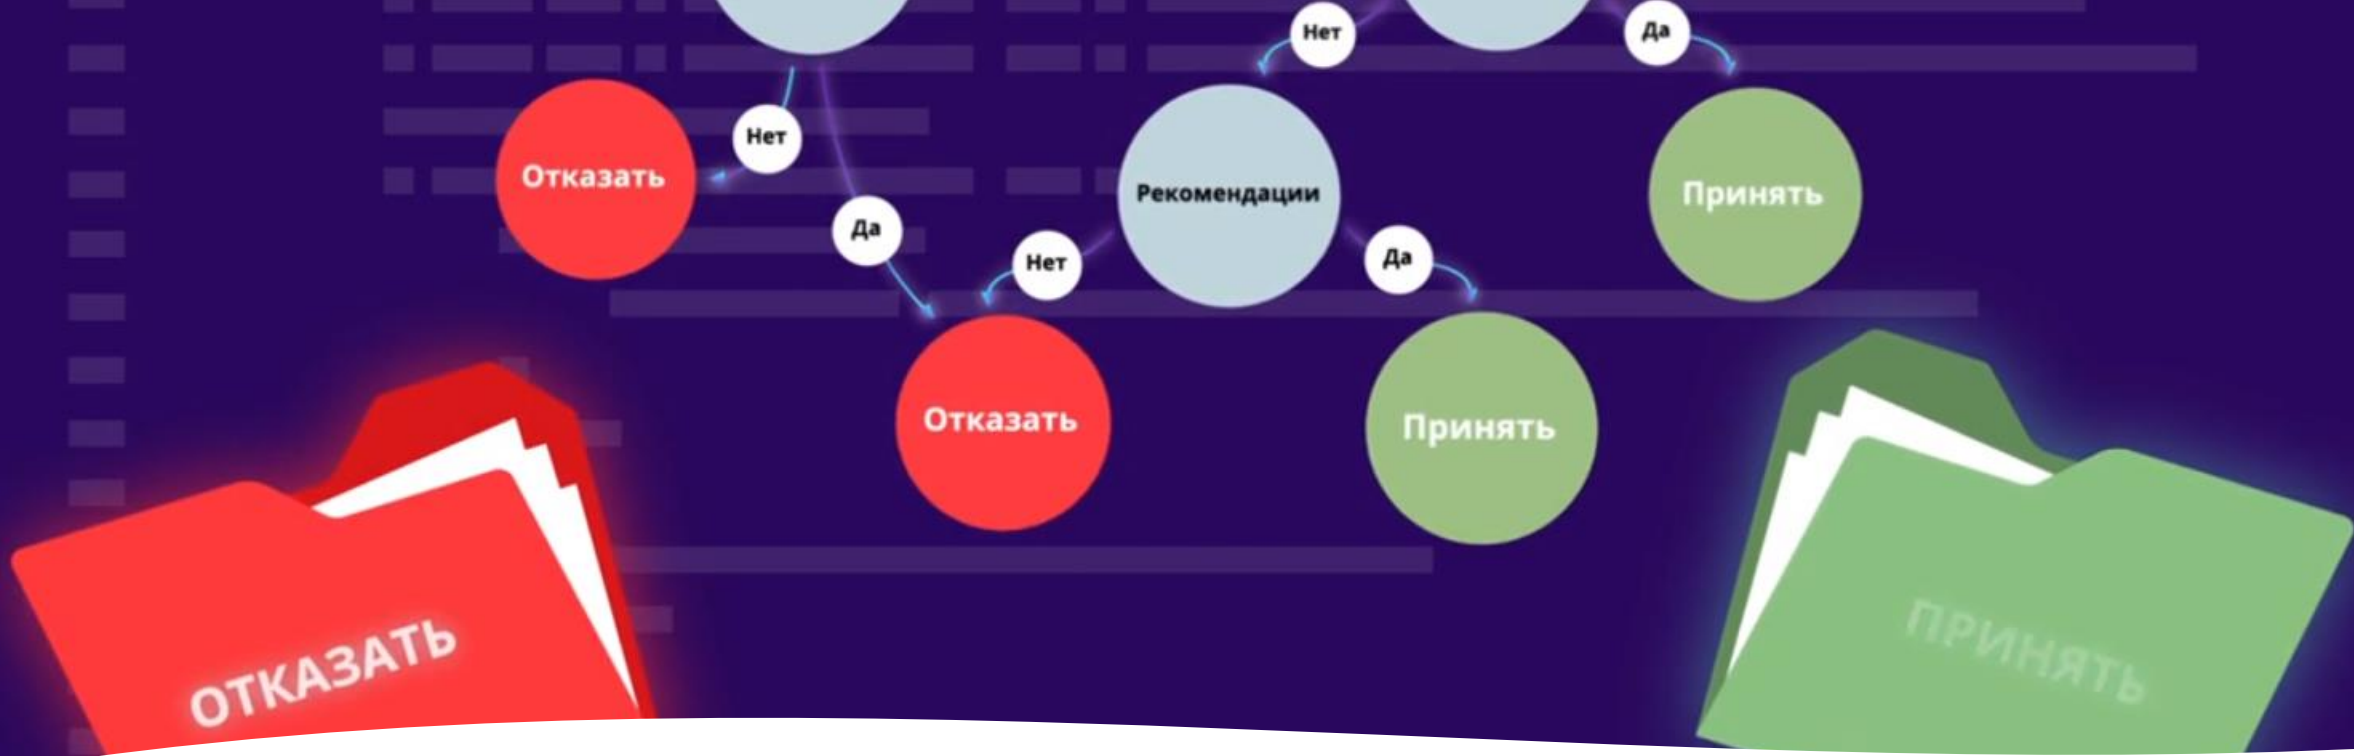 Нет
Да
Нет
Отказать
Рекомендации
Принять
Да
Нет
Да
Отказать
Принять
ОТКАЗАТЬ
ПРИНЯТЬ